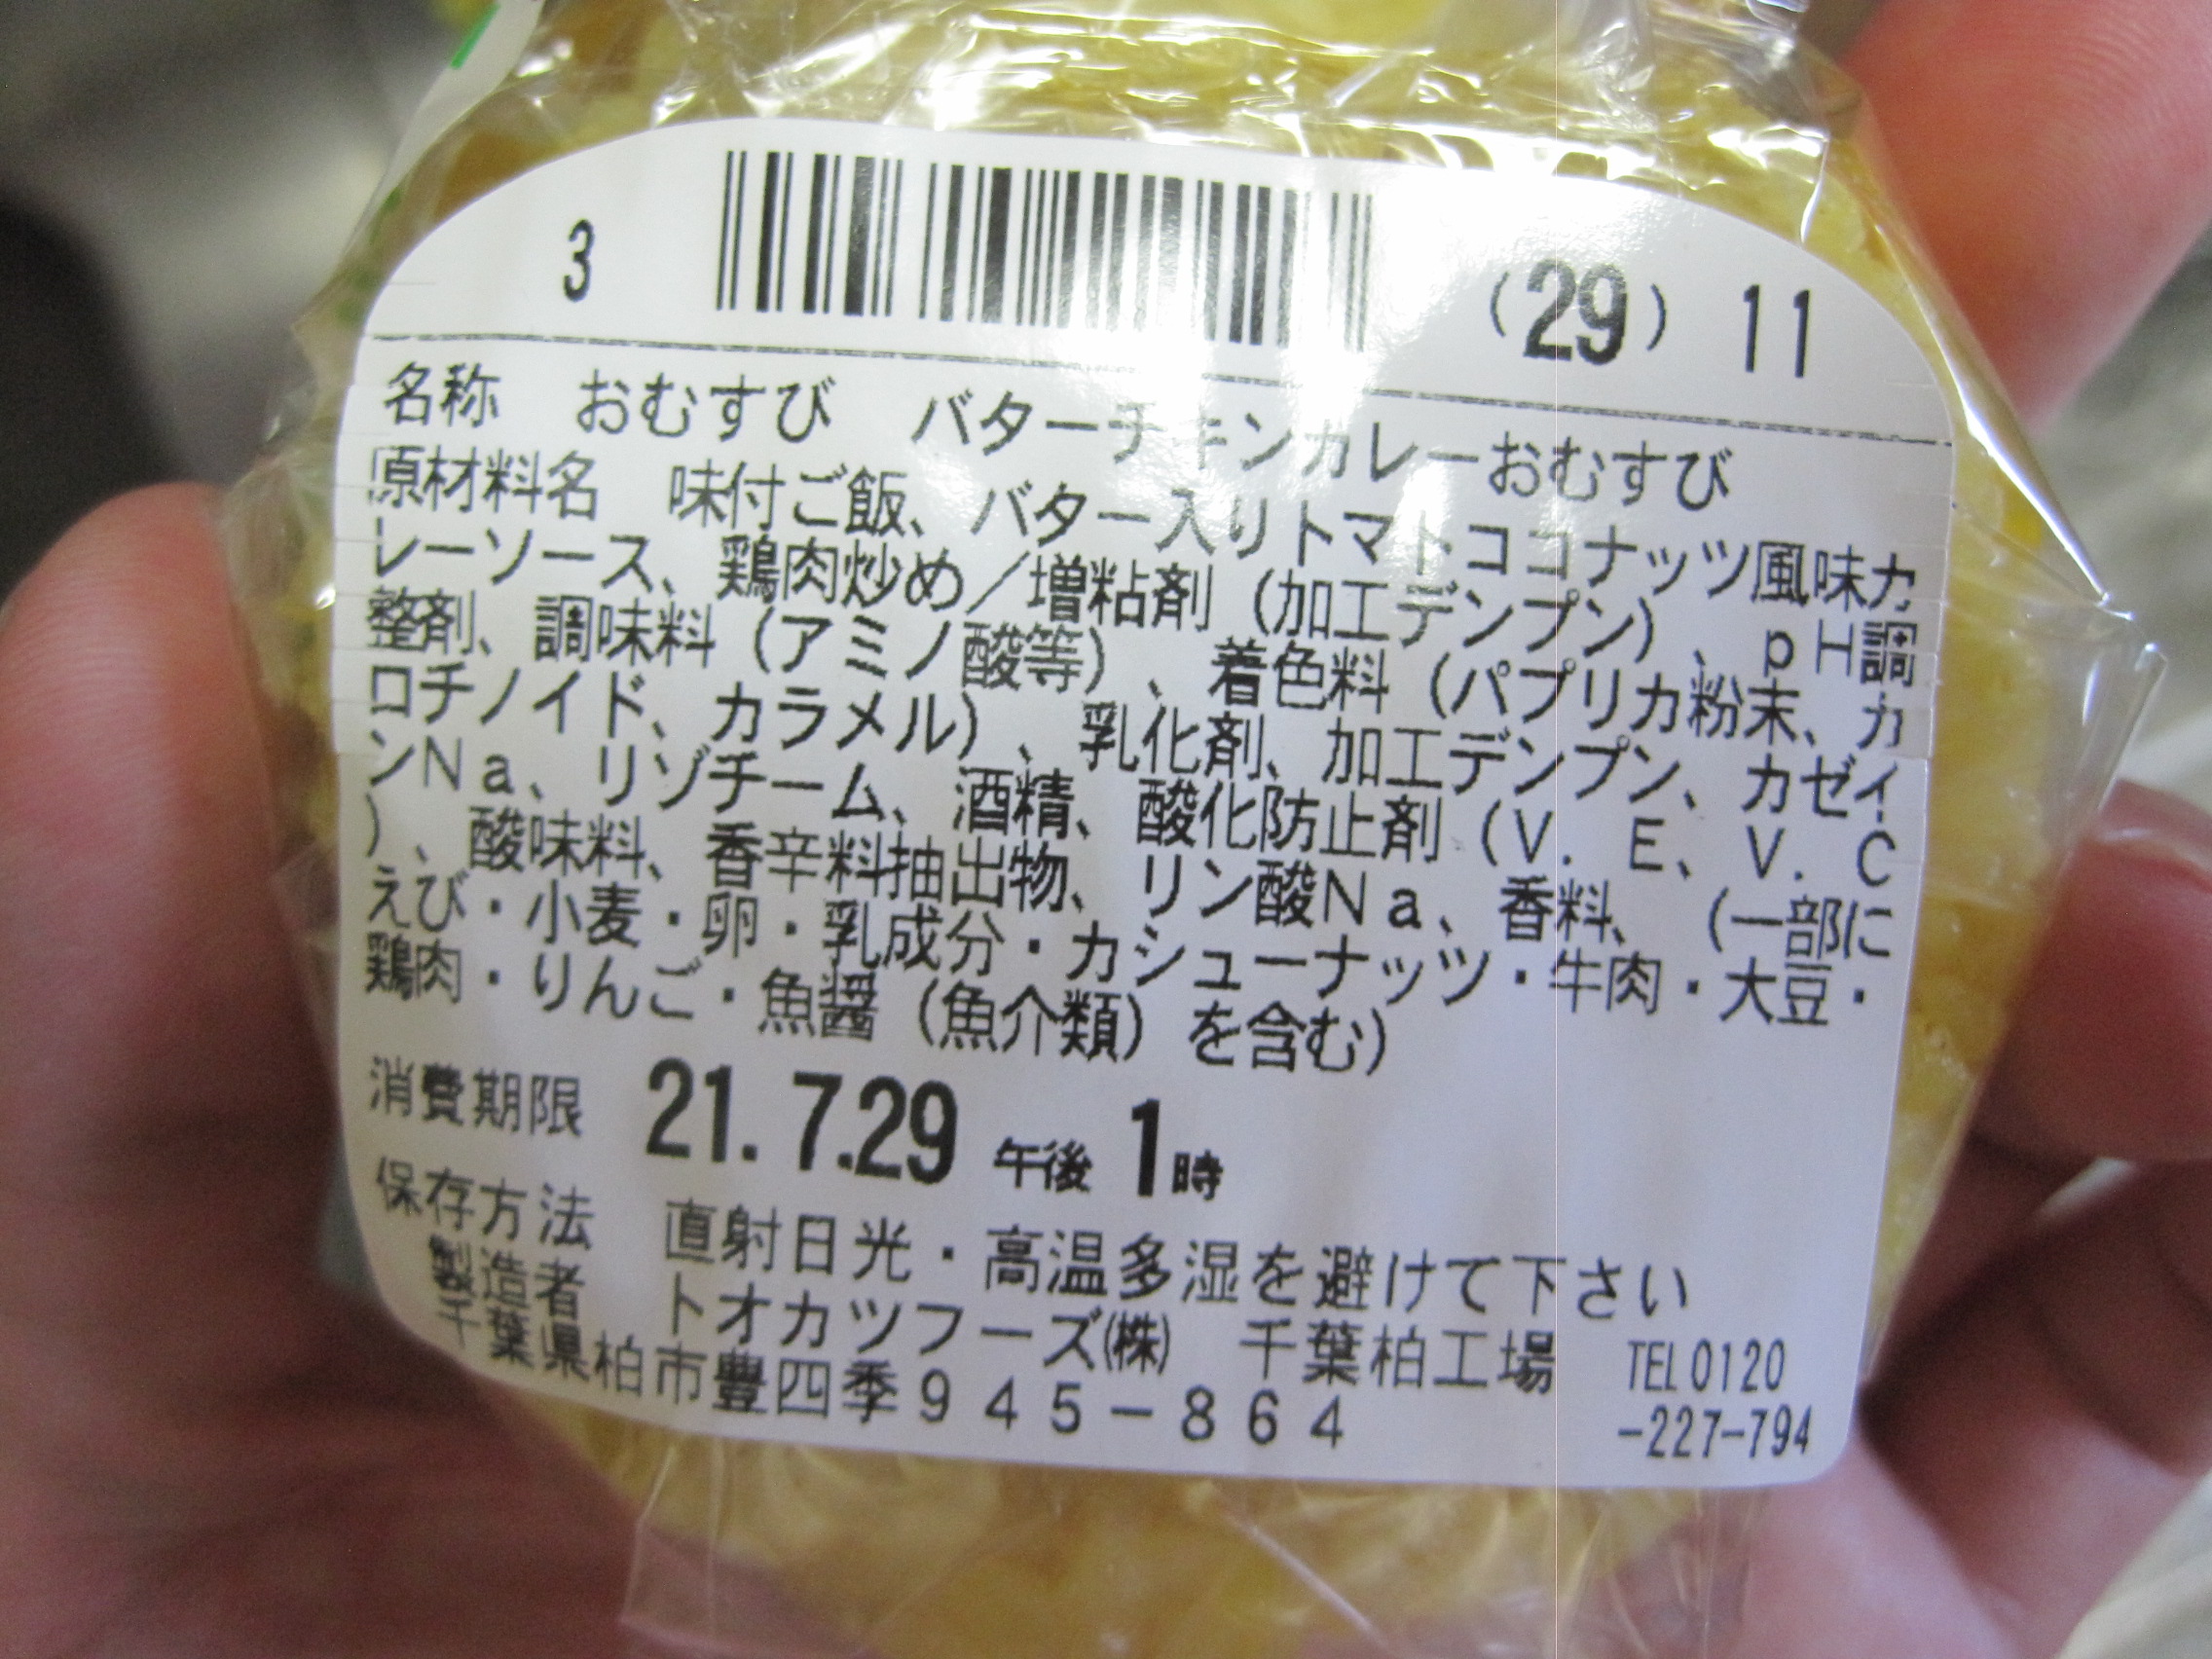 3 (29) 11
名称 おむすび バターチキンカレーおむすび
原材料名 味付ご飯、バター入りトマトココナッツ風味カ
レーソース、鶏肉炒め／増粘剤（加工デンプン）、ｐＨ調
整剤、調味料（アミノ酸等）、着色料（パプリカ粉末、カ
ロチノイド、カラメル）、乳化剤、加工デンプン、カゼイ
ンＮａ、リゾチーム、酒精、酸化防止剤（Ｖ．Ｅ、Ｖ．Ｃ
）、酸味料、香辛料抽出物、リン酸Ｎａ、香料、（一部に
えび・小麦・卵・乳成分・カシューナッツ・牛肉・大豆・
鶏肉・りんご・魚醤（魚介類）を含む）
消費期限 21.7.29 午後 1時
保存方法 直射日光・高温多湿を避けて下さい
製造者 トオカツフーズ㈱ 千葉柏工場
千葉県柏市豊四季９４５－８６４
TEL0120
-227-794